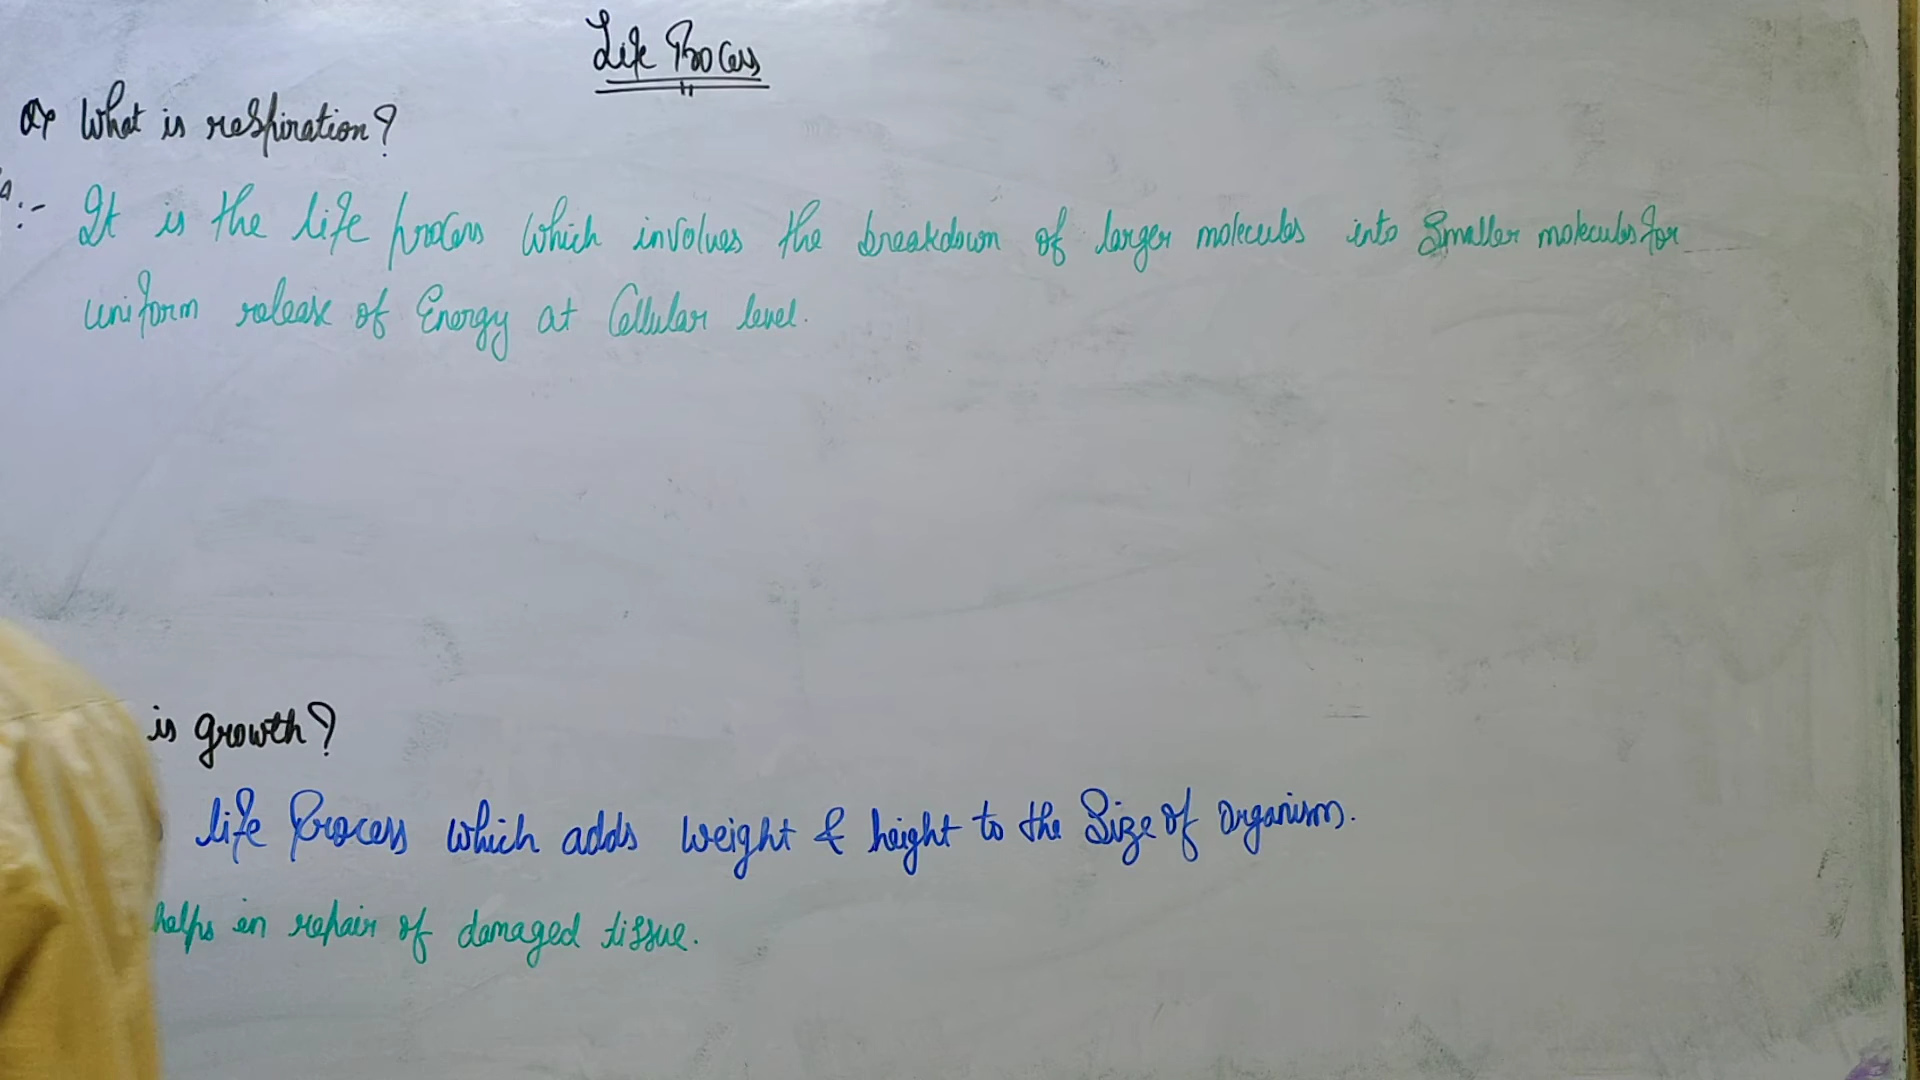 Life Process
Q> What is reSpiration?
A:- It is the life process which involves the breakdown of larger molecules into Smaller molecules for
uniform release of Energy at Cellular level.
is growth?
life Process which adds weight & height to the Size of Organism.
helps in repair of damaged tissue.